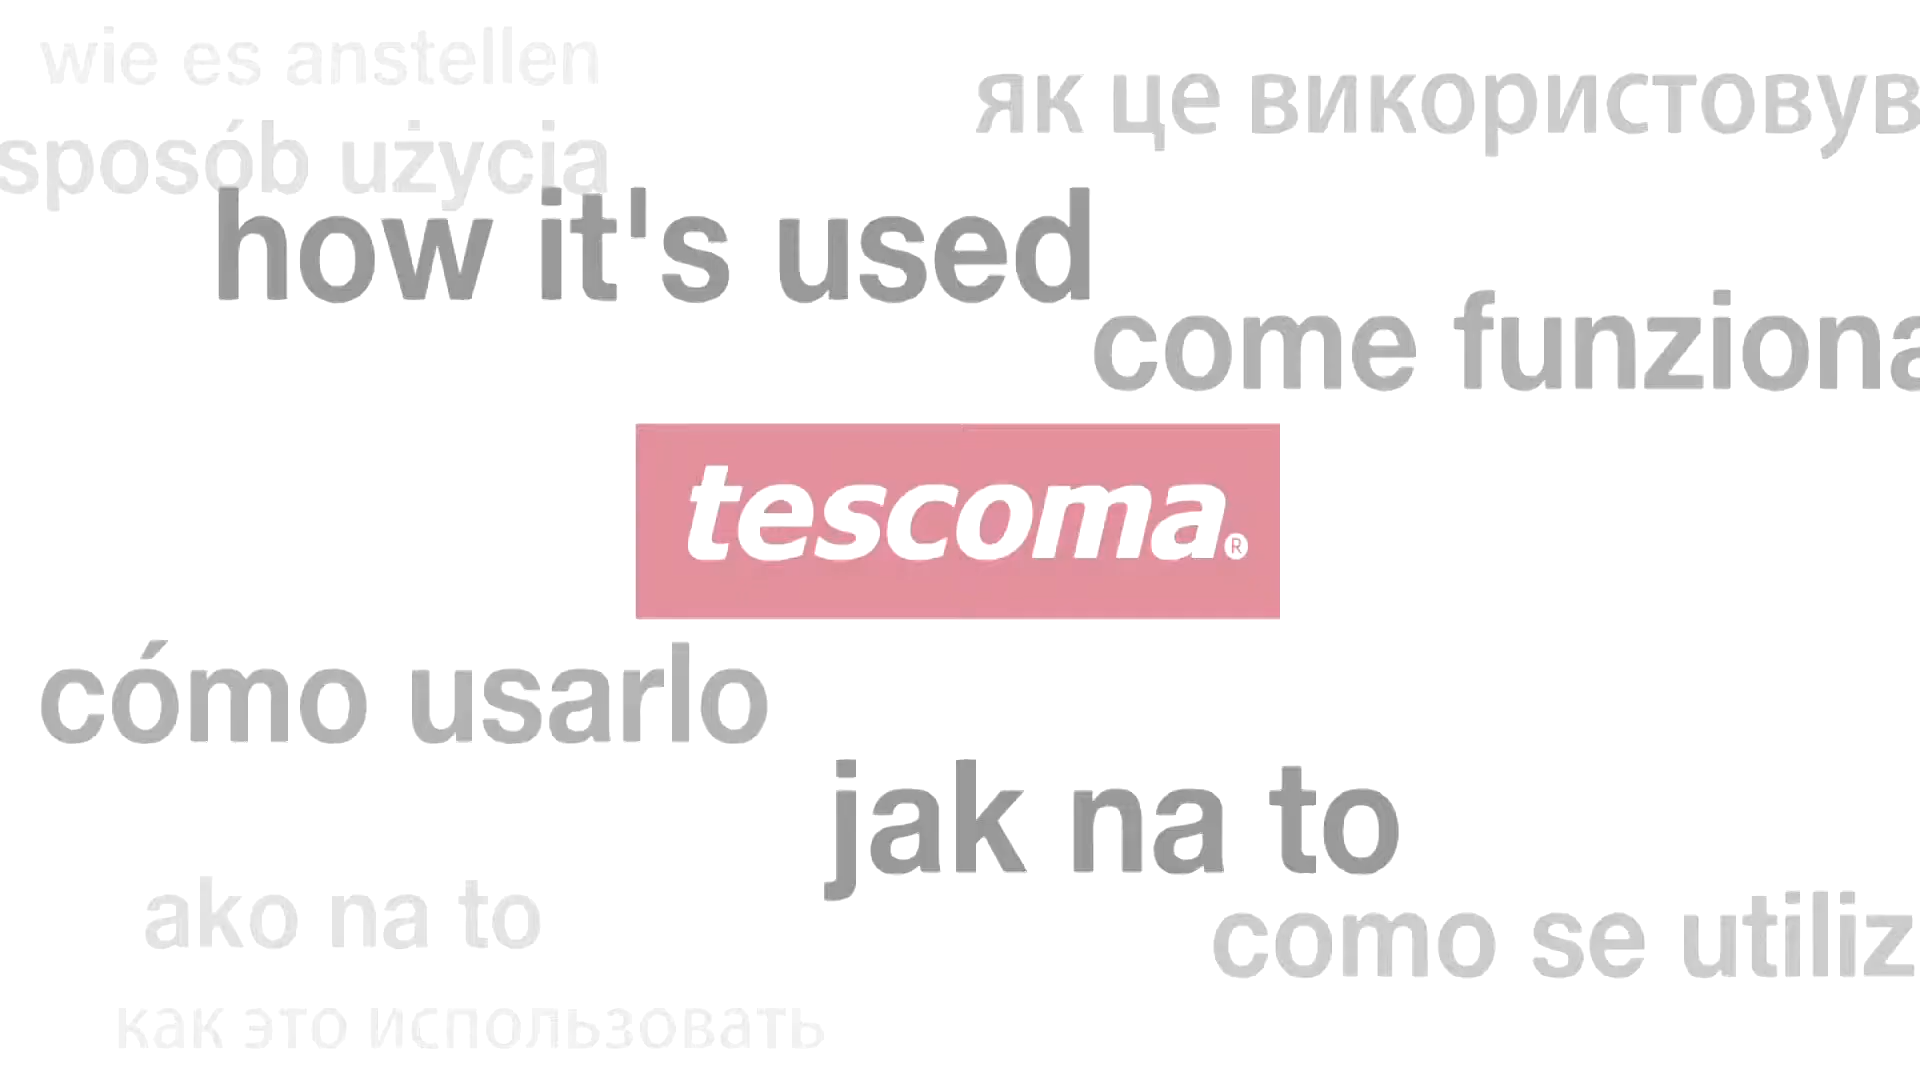 wie es anstellen
як це використовув
sposób użycia
how it's used
come funziona
tescoma.®
cómo usarlo
jak na to
ako na to
como se utiliz
как это использовать